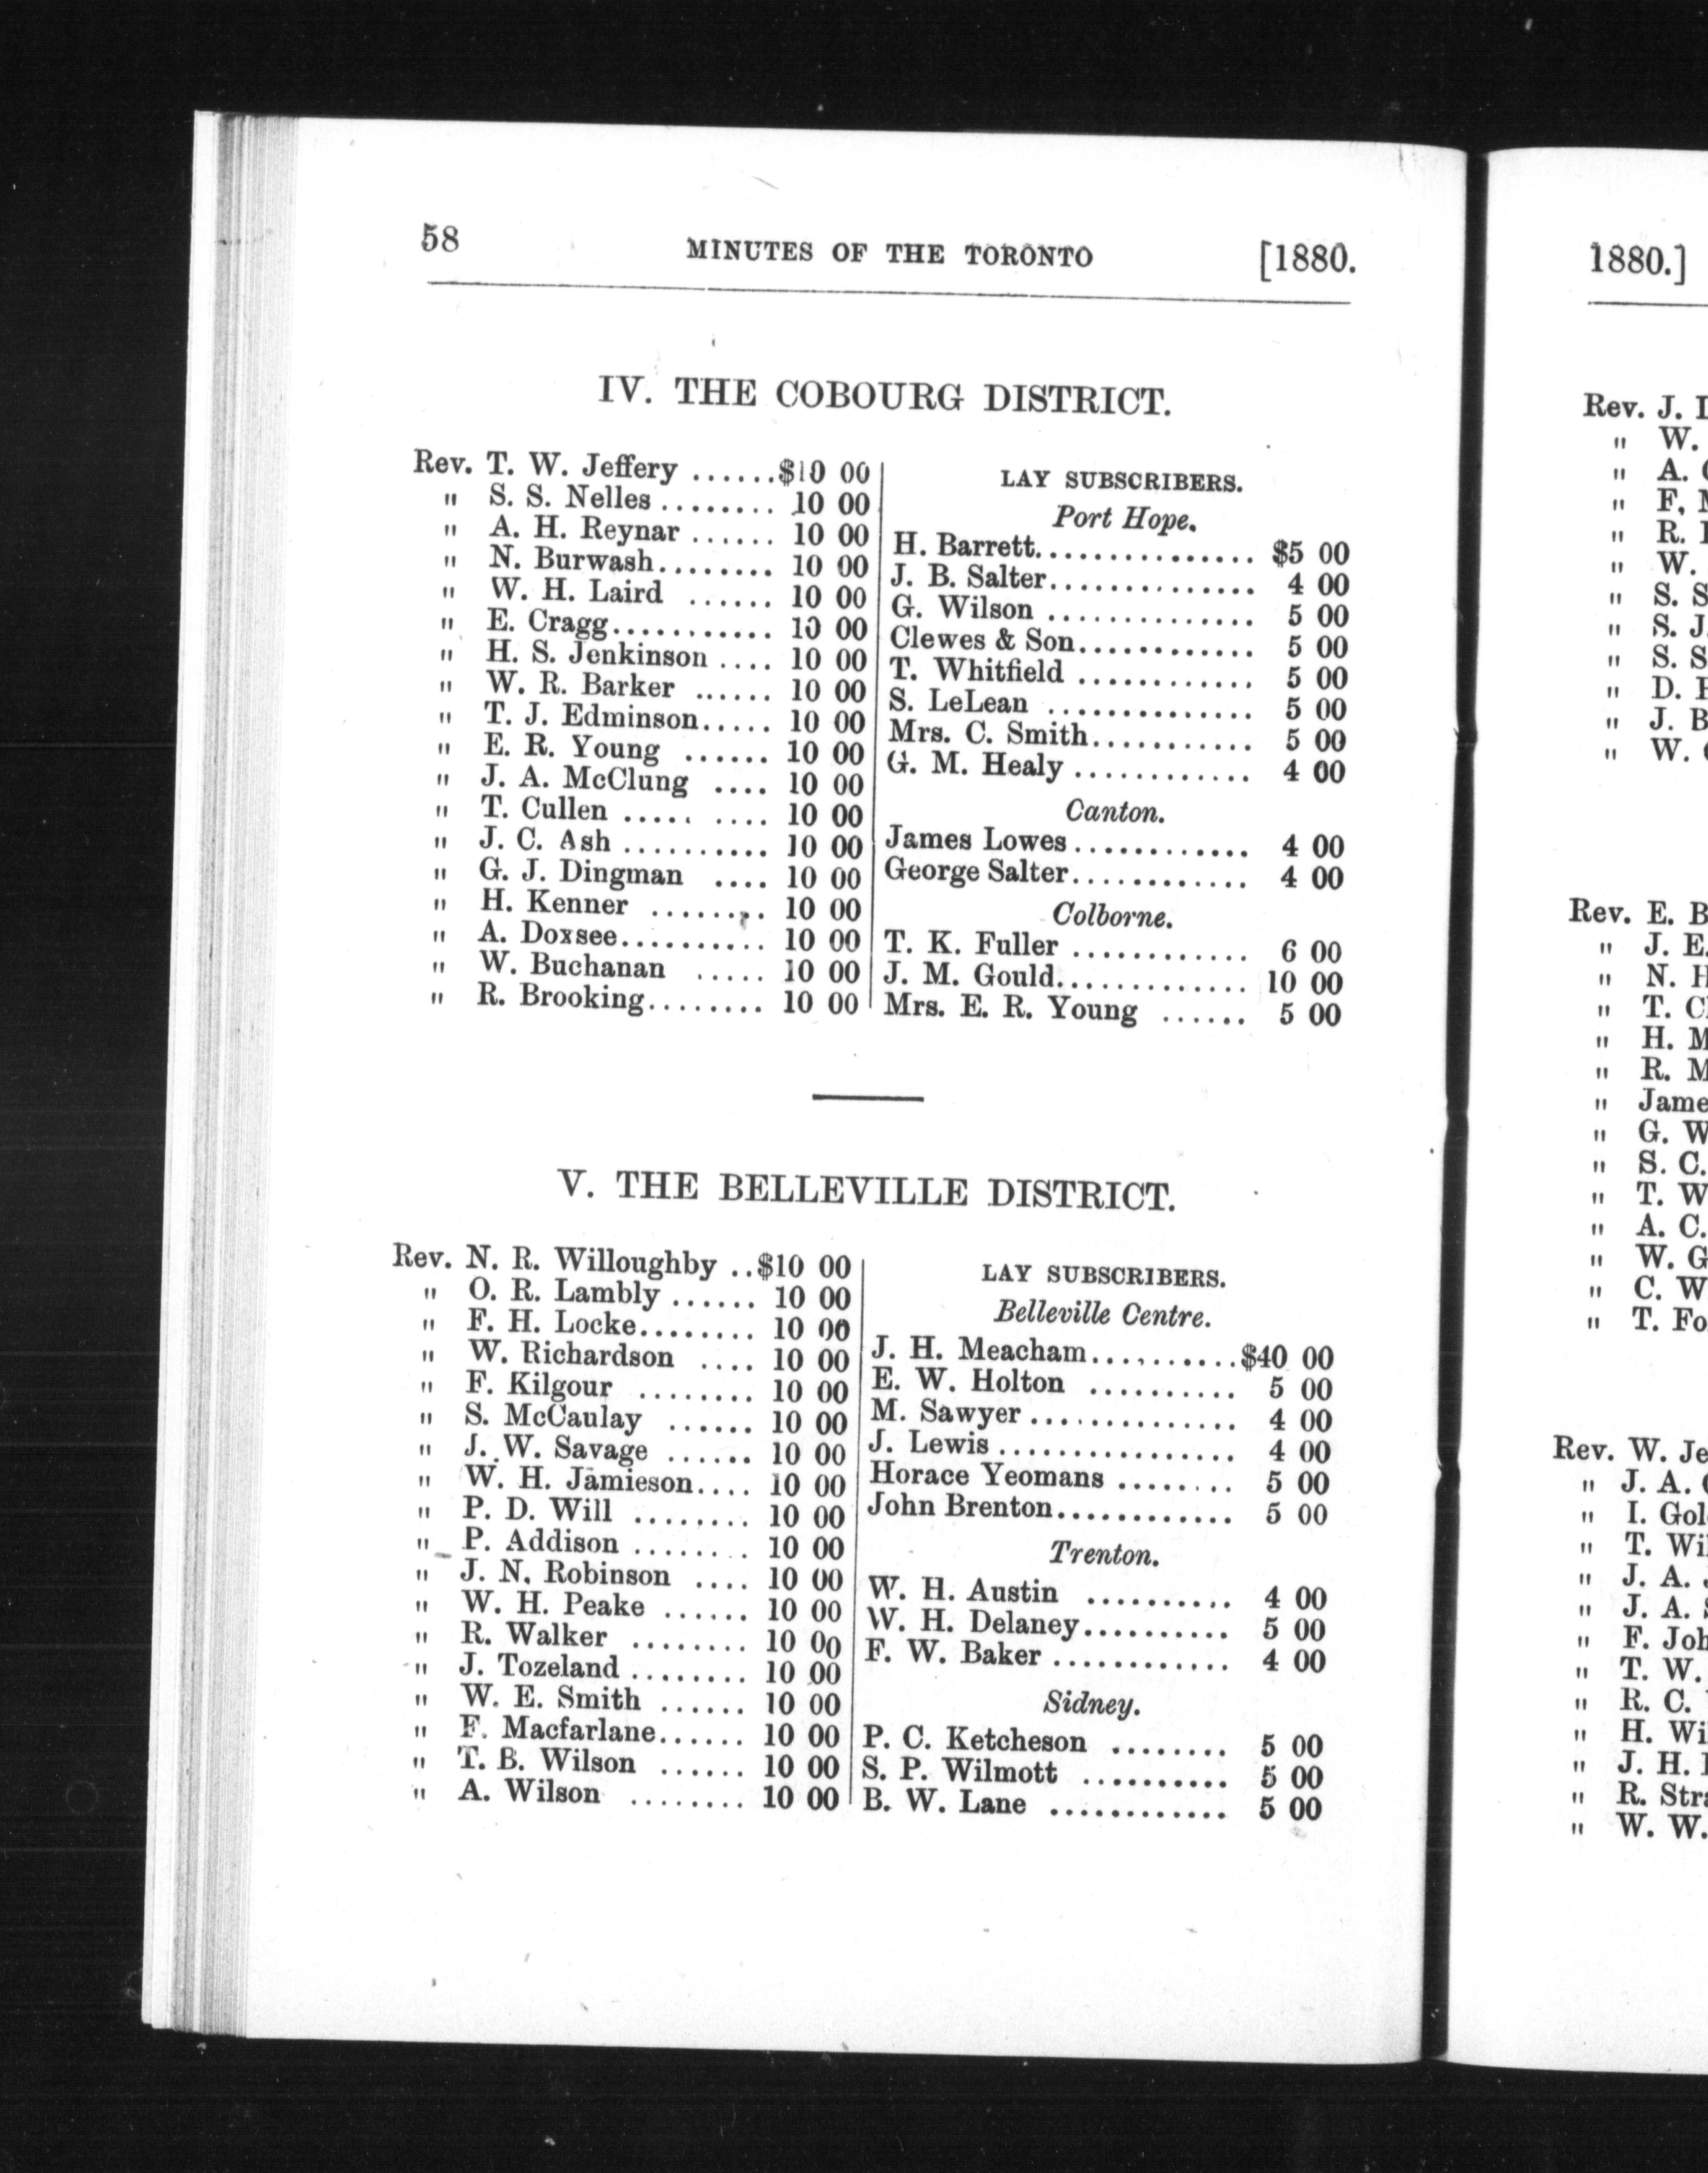 58 MINUTES OF THE TORONTO [1880.
IV. THE COBOURG DISTRICT.
Rev. T. W. Jeffery ......$10 00
" S. S. Nelles ........ 10 00
" A. H. Reynar ...... 10 00
" N. Burwash........ 10 00
" W. H. Laird ...... 10 00
" E. Cragg........... 10 00
" H. S. Jenkinson .... 10 00
" W. R. Barker ...... 10 00
" T. J. Edminson..... 10 00
" E. R. Young ...... 10 00
" J. A. McClung .... 10 00
" T. Cullen ..... .... 10 00
" J. C. Ash ........... 10 00
" G. J. Dingman .... 10 00
" H. Kenner ........ 10 00
" A. Doxsee.......... 10 00
" W. Buchanan ..... 10 00
" R. Brooking........ 10 00
LAY SUBSCRIBERS.
Port Hope.
H. Barrett................ $5 00
J. B. Salter............... 4 00
G. Wilson .............. 5 00
Clewes & Son............ 5 00
T. Whitfield ............ 5 00
S. LeLean .............. 5 00
Mrs. C. Smith........... 5 00
G. M. Healy ............ 4 00
Canton.
James Lowes ............ 4 00
George Salter............ 4 00
Colborne.
T. K. Fuller ............ 6 00
J. M. Gould............. 10 00
Mrs. E. R. Young ...... 5 00
V. THE BELLEVILLE DISTRICT.
Rev. N. R. Willoughby ..$10 00
" O. R. Lambly ...... 10 00
" F. H. Locke........ 10 00
" W. Richardson .... 10 00
" F. Kilgour ........ 10 00
" S. McCaulay ...... 10 00
" J. W. Savage ...... 10 00
" W. H. Jamieson.... 10 00
" P. D. Will ........ 10 00
" P. Addison ........ 10 00
" J. N. Robinson .... 10 00
" W. H. Peake ...... 10 00
" R. Walker ........ 10 00
" J. Tozeland ........ 10 00
" W. E. Smith ...... 10 00
" F. Macfarlane...... 10 00
" T. B. Wilson ...... 10 00
" A. Wilson ........ 10 00
LAY SUBSCRIBERS.
Belleville Centre.
J. H. Meacham...........$40 00
E. W. Holton .......... 5 00
M. Sawyer .............. 4 00
J. Lewis ................ 4 00
Horace Yeomans ........ 5 00
John Brenton............ 5 00
Trenton.
W. H. Austin .......... 4 00
W. H. Delaney.......... 5 00
F. W. Baker ............ 4 00
Sidney.
P. C. Ketcheson ........ 5 00
S. P. Wilmott .......... 5 00
B. W. Lane ............ 5 00
1880.]
Rev. J.
" W.
" A.
" F.
" R.
" W.
" S.
" S. J
" S. S
" D.
" J. B
" W.
Rev. E. B
" J. E.
" N. H
" T.
" H. M
" R. M
" Jame
" G. W
" S. C.
" T. W
" A. C.
" W. G
" C. W
" T. Fo
Rev. W. Je
" J. A.
" I. Gol
" T. Wi
" J. A.
" J. A.
" F. Joh
" T. W.
" R. C.
" H. Wi
" J. H.
" R. Stra
" W. W.